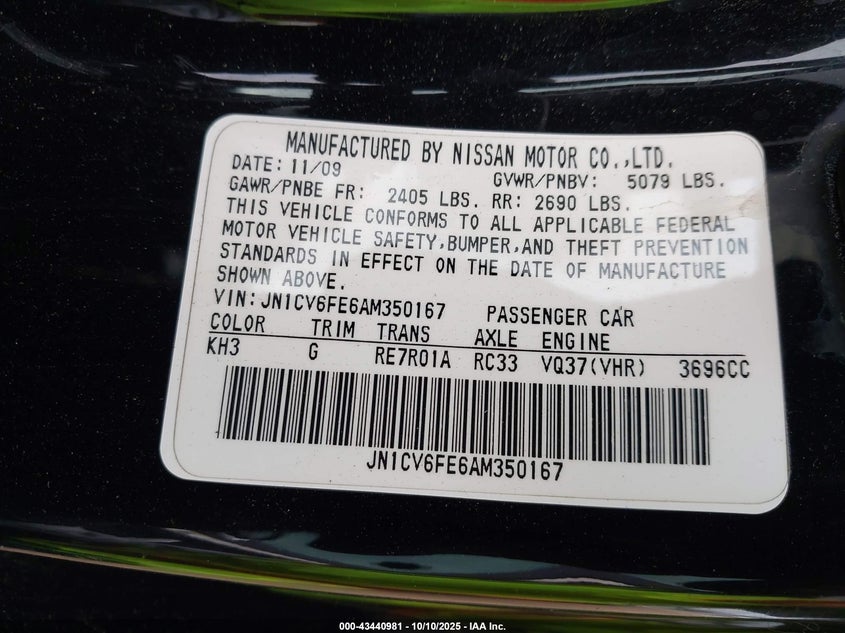 MANUFACTURED BY NISSAN MOTOR CO.,LTD.
DATE: 11/09 GVWR/PNBV: 5079 LBS.
GAWR/PNBE FR: 2405 LBS. RR: 2690 LBS.
THIS VEHICLE CONFORMS TO ALL APPLICABLE FEDERAL
MOTOR VEHICLE SAFETY,BUMPER,AND THEFT PREVENTION
STANDARDS IN EFFECT ON THE DATE OF MANUFACTURE
SHOWN ABOVE.
VIN:JN1CV6FE6AM350167 PASSENGER CAR
COLOR TRIM TRANS AXLE ENGINE
KH3 G RE7R01A RC33 VQ37(VHR) 3696CC
JN1CV6FE6AM350167
000-43440981 - 10/10/2025 - IAA Inc.